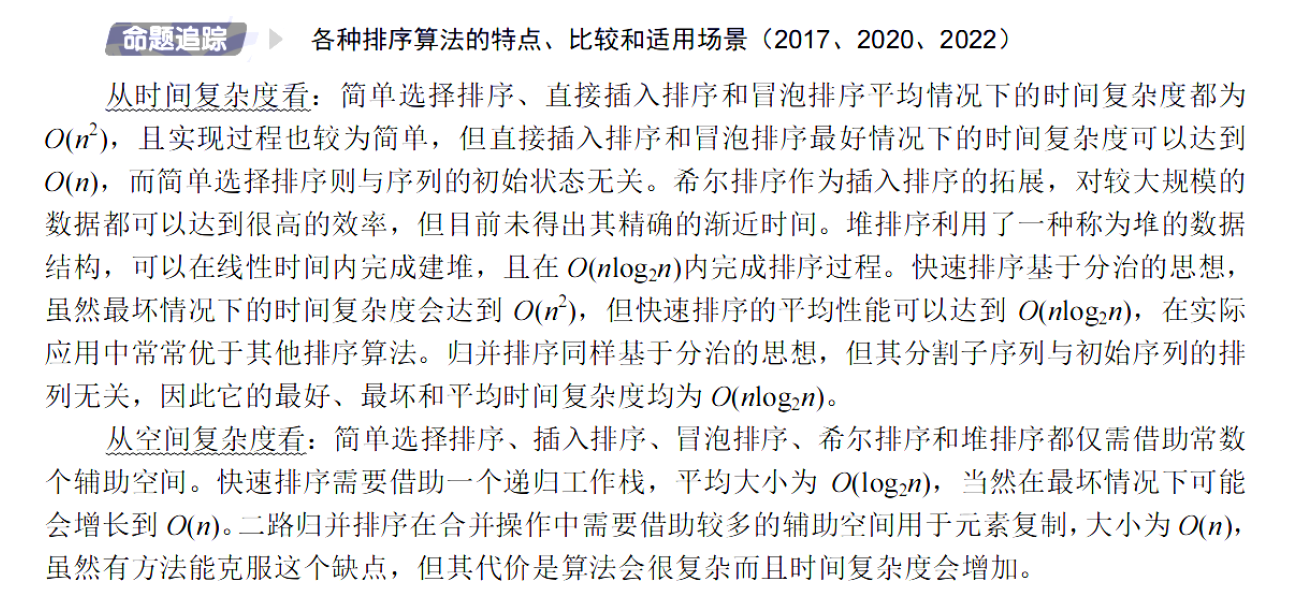 命题追踪 各种排序算法的特点、比较和适用场景（2017、2020、2022）
从时间复杂度看：简单选择排序、直接插入排序和冒泡排序平均情况下的时间复杂度都为
O(n²)，且实现过程也较为简单，但直接插入排序和冒泡排序最好情况下的时间复杂度可以达到
O(n)，而简单选择排序则与序列的初始状态无关。希尔排序作为插入排序的拓展，对较大规模的
数据都可以达到很高的效率，但目前未得出其精确的渐近时间。堆排序利用了一种称为堆的数据
结构，可以在线性时间内完成建堆，且在 O(nlog₂n)内完成排序过程。快速排序基于分治的思想，
虽然最坏情况下的时间复杂度会达到 O(n²)，但快速排序的平均性能可以达到 O(nlog₂n)，在实际
应用中常常优于其他排序算法。归并排序同样基于分治的思想，但其分割子序列与初始序列的排
列无关，因此它的最好、最坏和平均时间复杂度均为 O(nlog₂n)。
从空间复杂度看：简单选择排序、插入排序、冒泡排序、希尔排序和堆排序都仅需借助常数
个辅助空间。快速排序需要借助一个递归工作栈，平均大小为 O(log₂n)，当然在最坏情况下可能
会增长到 O(n)。二路归并排序在合并操作中需要借助较多的辅助空间用于元素复制，大小为 O(n)，
虽然有方法能克服这个缺点，但其代价是算法会很复杂而且时间复杂度会增加。